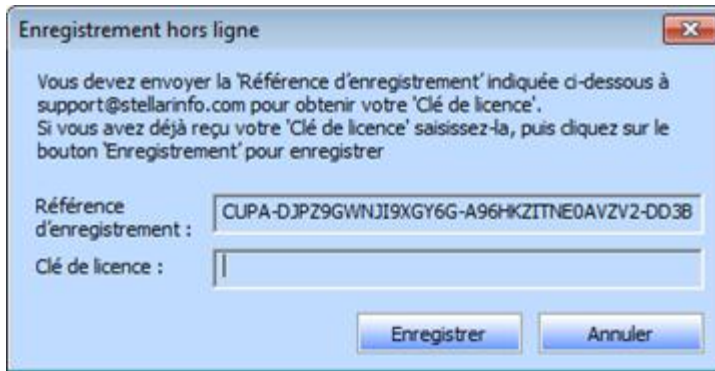 Enregistrement hors ligne
Vous devez envoyer la 'Référence d'enregistrement' indiquée ci-dessous à
support@stellarinfo.com pour obtenir votre 'Clé de licence'.
Si vous avez déjà reçu votre 'Clé de licence' saisissez-la, puis cliquez sur le
bouton 'Enregistrement' pour enregistrer
Référence
d'enregistrement :
CUPA-DJPZ9GWNJI9XGY6G-A96HKZITNE0AVZV2-DD3B
Clé de licence :
Enregistrer
Annuler